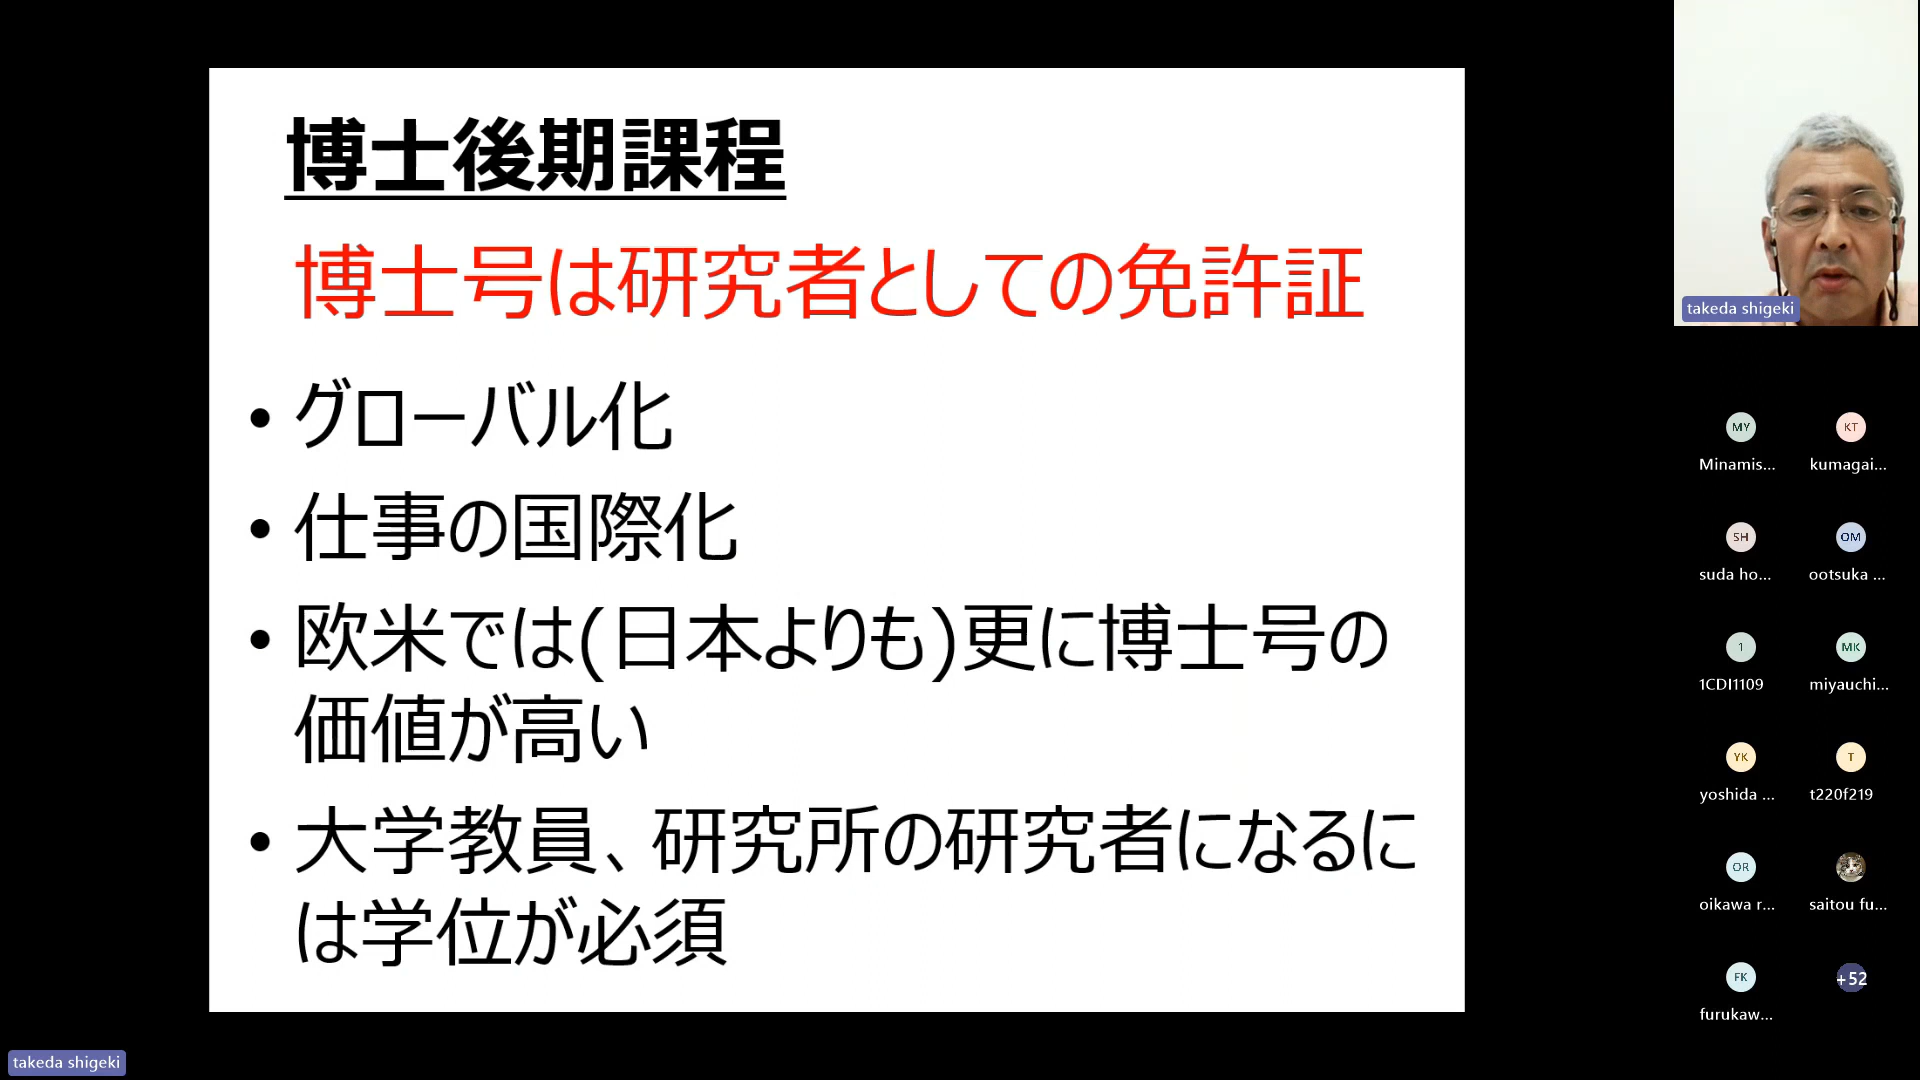 博士後期課程
博士号は研究者としての免許証
• グローバル化
• 仕事の国際化
• 欧米では(日本よりも)更に博士号の
価値が高い
• 大学教員、研究所の研究者になるに
は学位が必須
takeda shigeki
MY
KT
Minamis...
kumagai...
SH
OM
suda ho...
ootsuka ...
1
MK
1CDI1109
miyauchi...
YK
T
yoshida ...
t220f219
OR
oikawa r...
saitou fu...
FK
+52
furukaw...
takeda shigeki